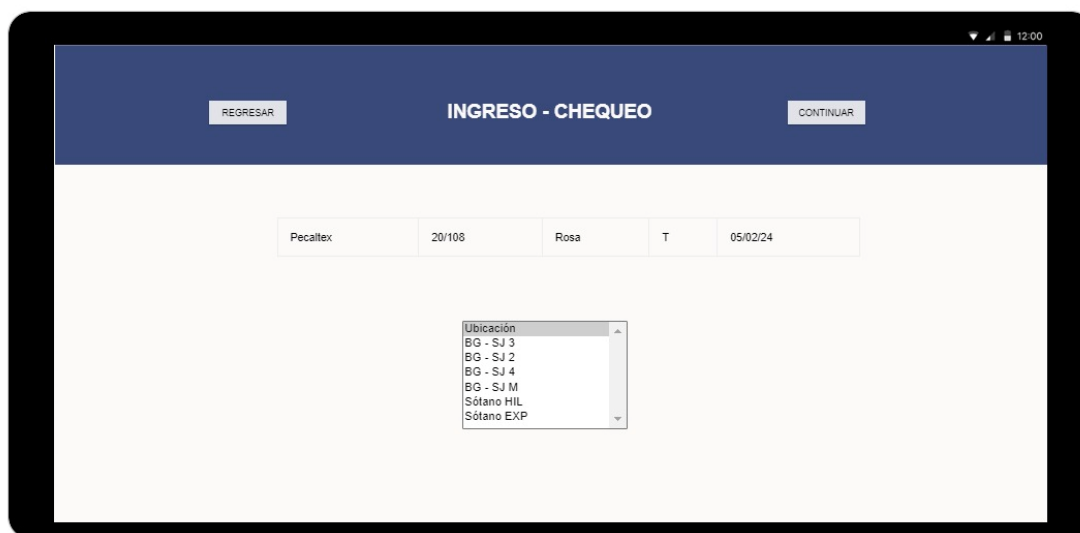 12:00
REGRESAR INGRESO - CHEQUEO CONTINUAR
Pecaltex 20/108 Rosa T 05/02/24
Ubicación
BG - SJ 3
BG - SJ 2
BG - SJ 4
BG - SJ M
Sótano HIL
Sótano EXP